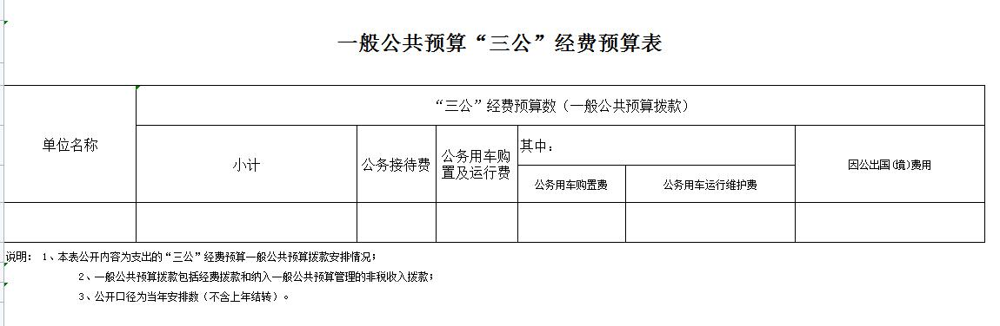 一般公共预算“三公”经费预算表
单位名称
“三公”经费预算数（一般公共预算拨款）
小计
公务接待费
公务用车购
置及运行费
其中：
公务用车购置费
公务用车运行维护费
因公出国(境)费用
说明： 1、本表公开内容为支出的“三公”经费预算一般公共预算拨款安排情况；
2、一般公共预算拨款包括经费拨款和纳入一般公共预算管理的非税收入拨款；
3、公开口径为当年安排数（不含上年结转）。